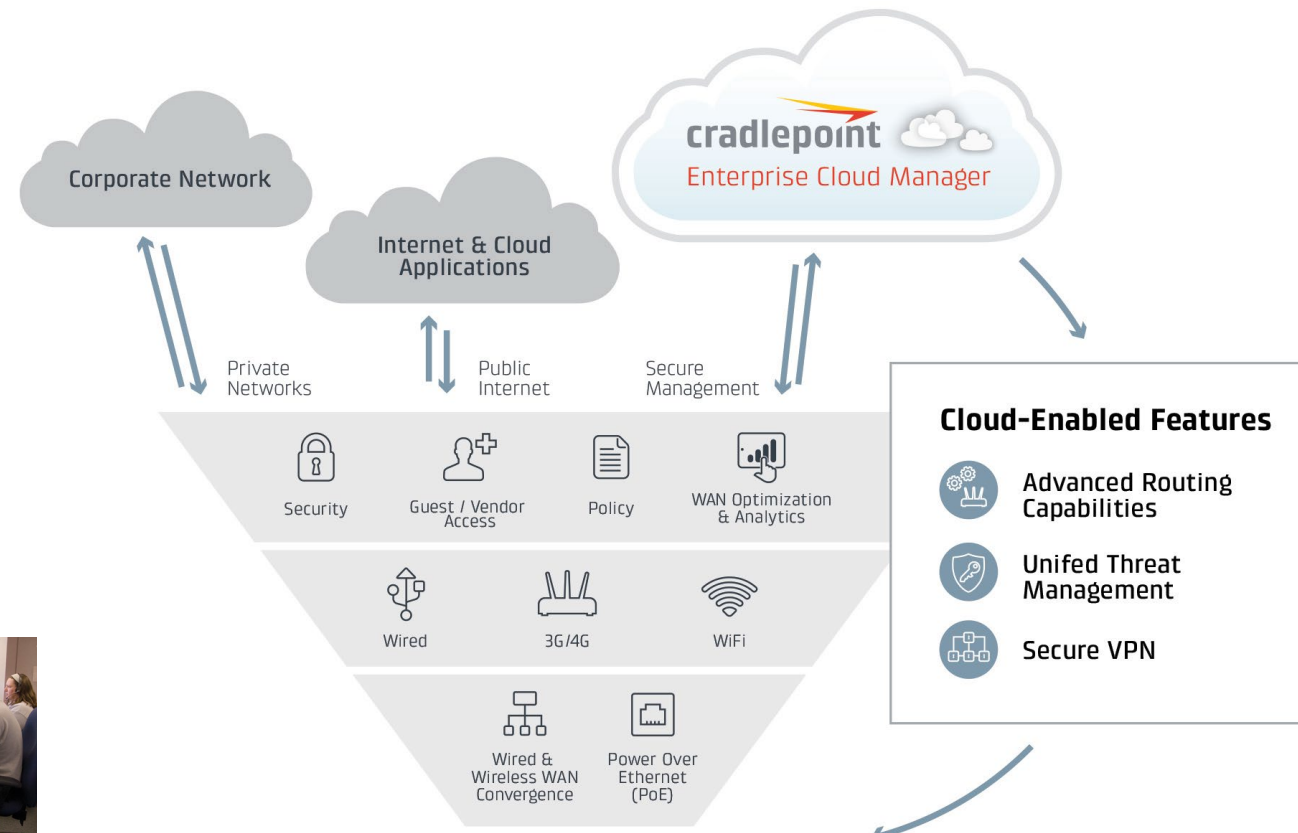 cradlepoint
Enterprise Cloud Manager
Corporate Network
Internet & Cloud
Applications
Private
Networks
Public
Internet
Secure
Management
Security
Guest / Vendor
Access
Policy
WAN Optimization
& Analytics
Wired
3G/4G
WiFi
Wired &
Wireless WAN
Convergence
Power Over
Ethernet
(PoE)
Cloud-Enabled Features
Advanced Routing
Capabilities
Unifed Threat
Management
Secure VPN